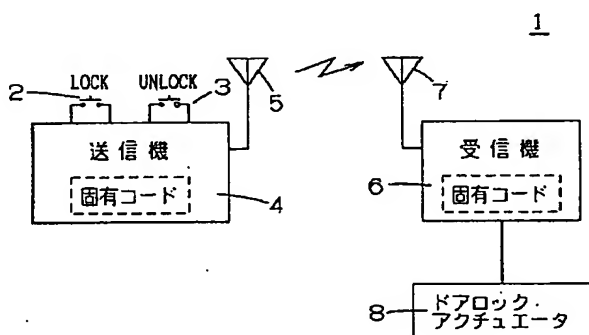 1
LOCK
UNLOCK
2
3
5
7
送信機
受信機
固有コード
4
6
固有コード
8
ドアロック・
アクチュエータ